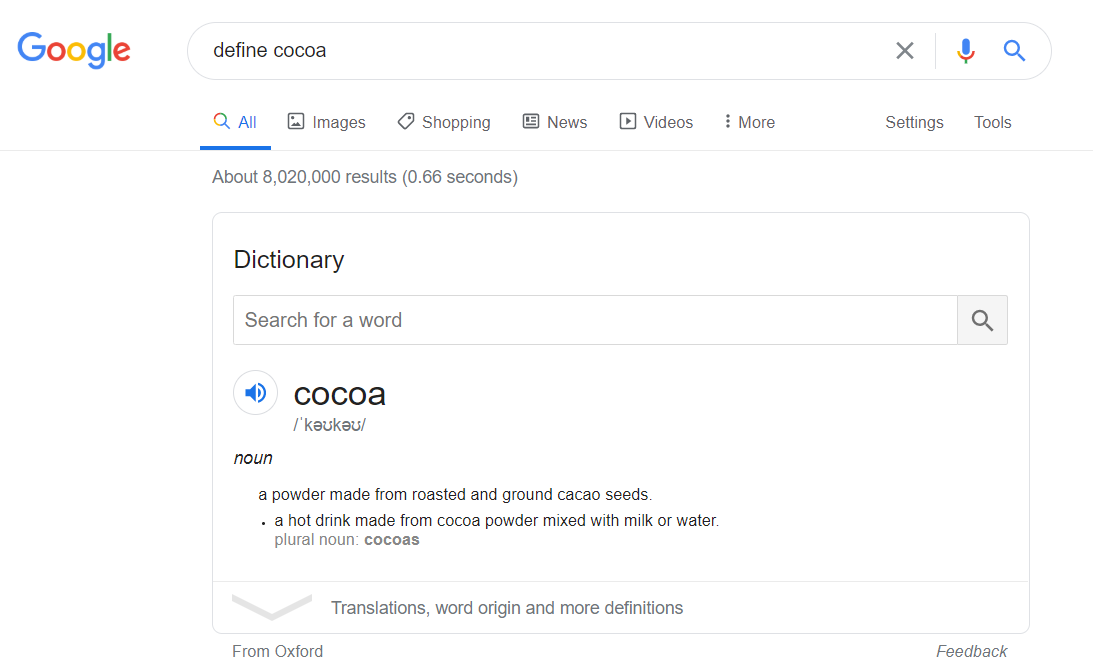 Google
define cocoa
All Images Shopping News Videos More Settings Tools
About 8,020,000 results (0.66 seconds)
Dictionary
Search for a word
cocoa
/ˈkəʊkəʊ/
noun
a powder made from roasted and ground cacao seeds.
• a hot drink made from cocoa powder mixed with milk or water.
plural noun: cocoas
Translations, word origin and more definitions
From Oxford Feedback